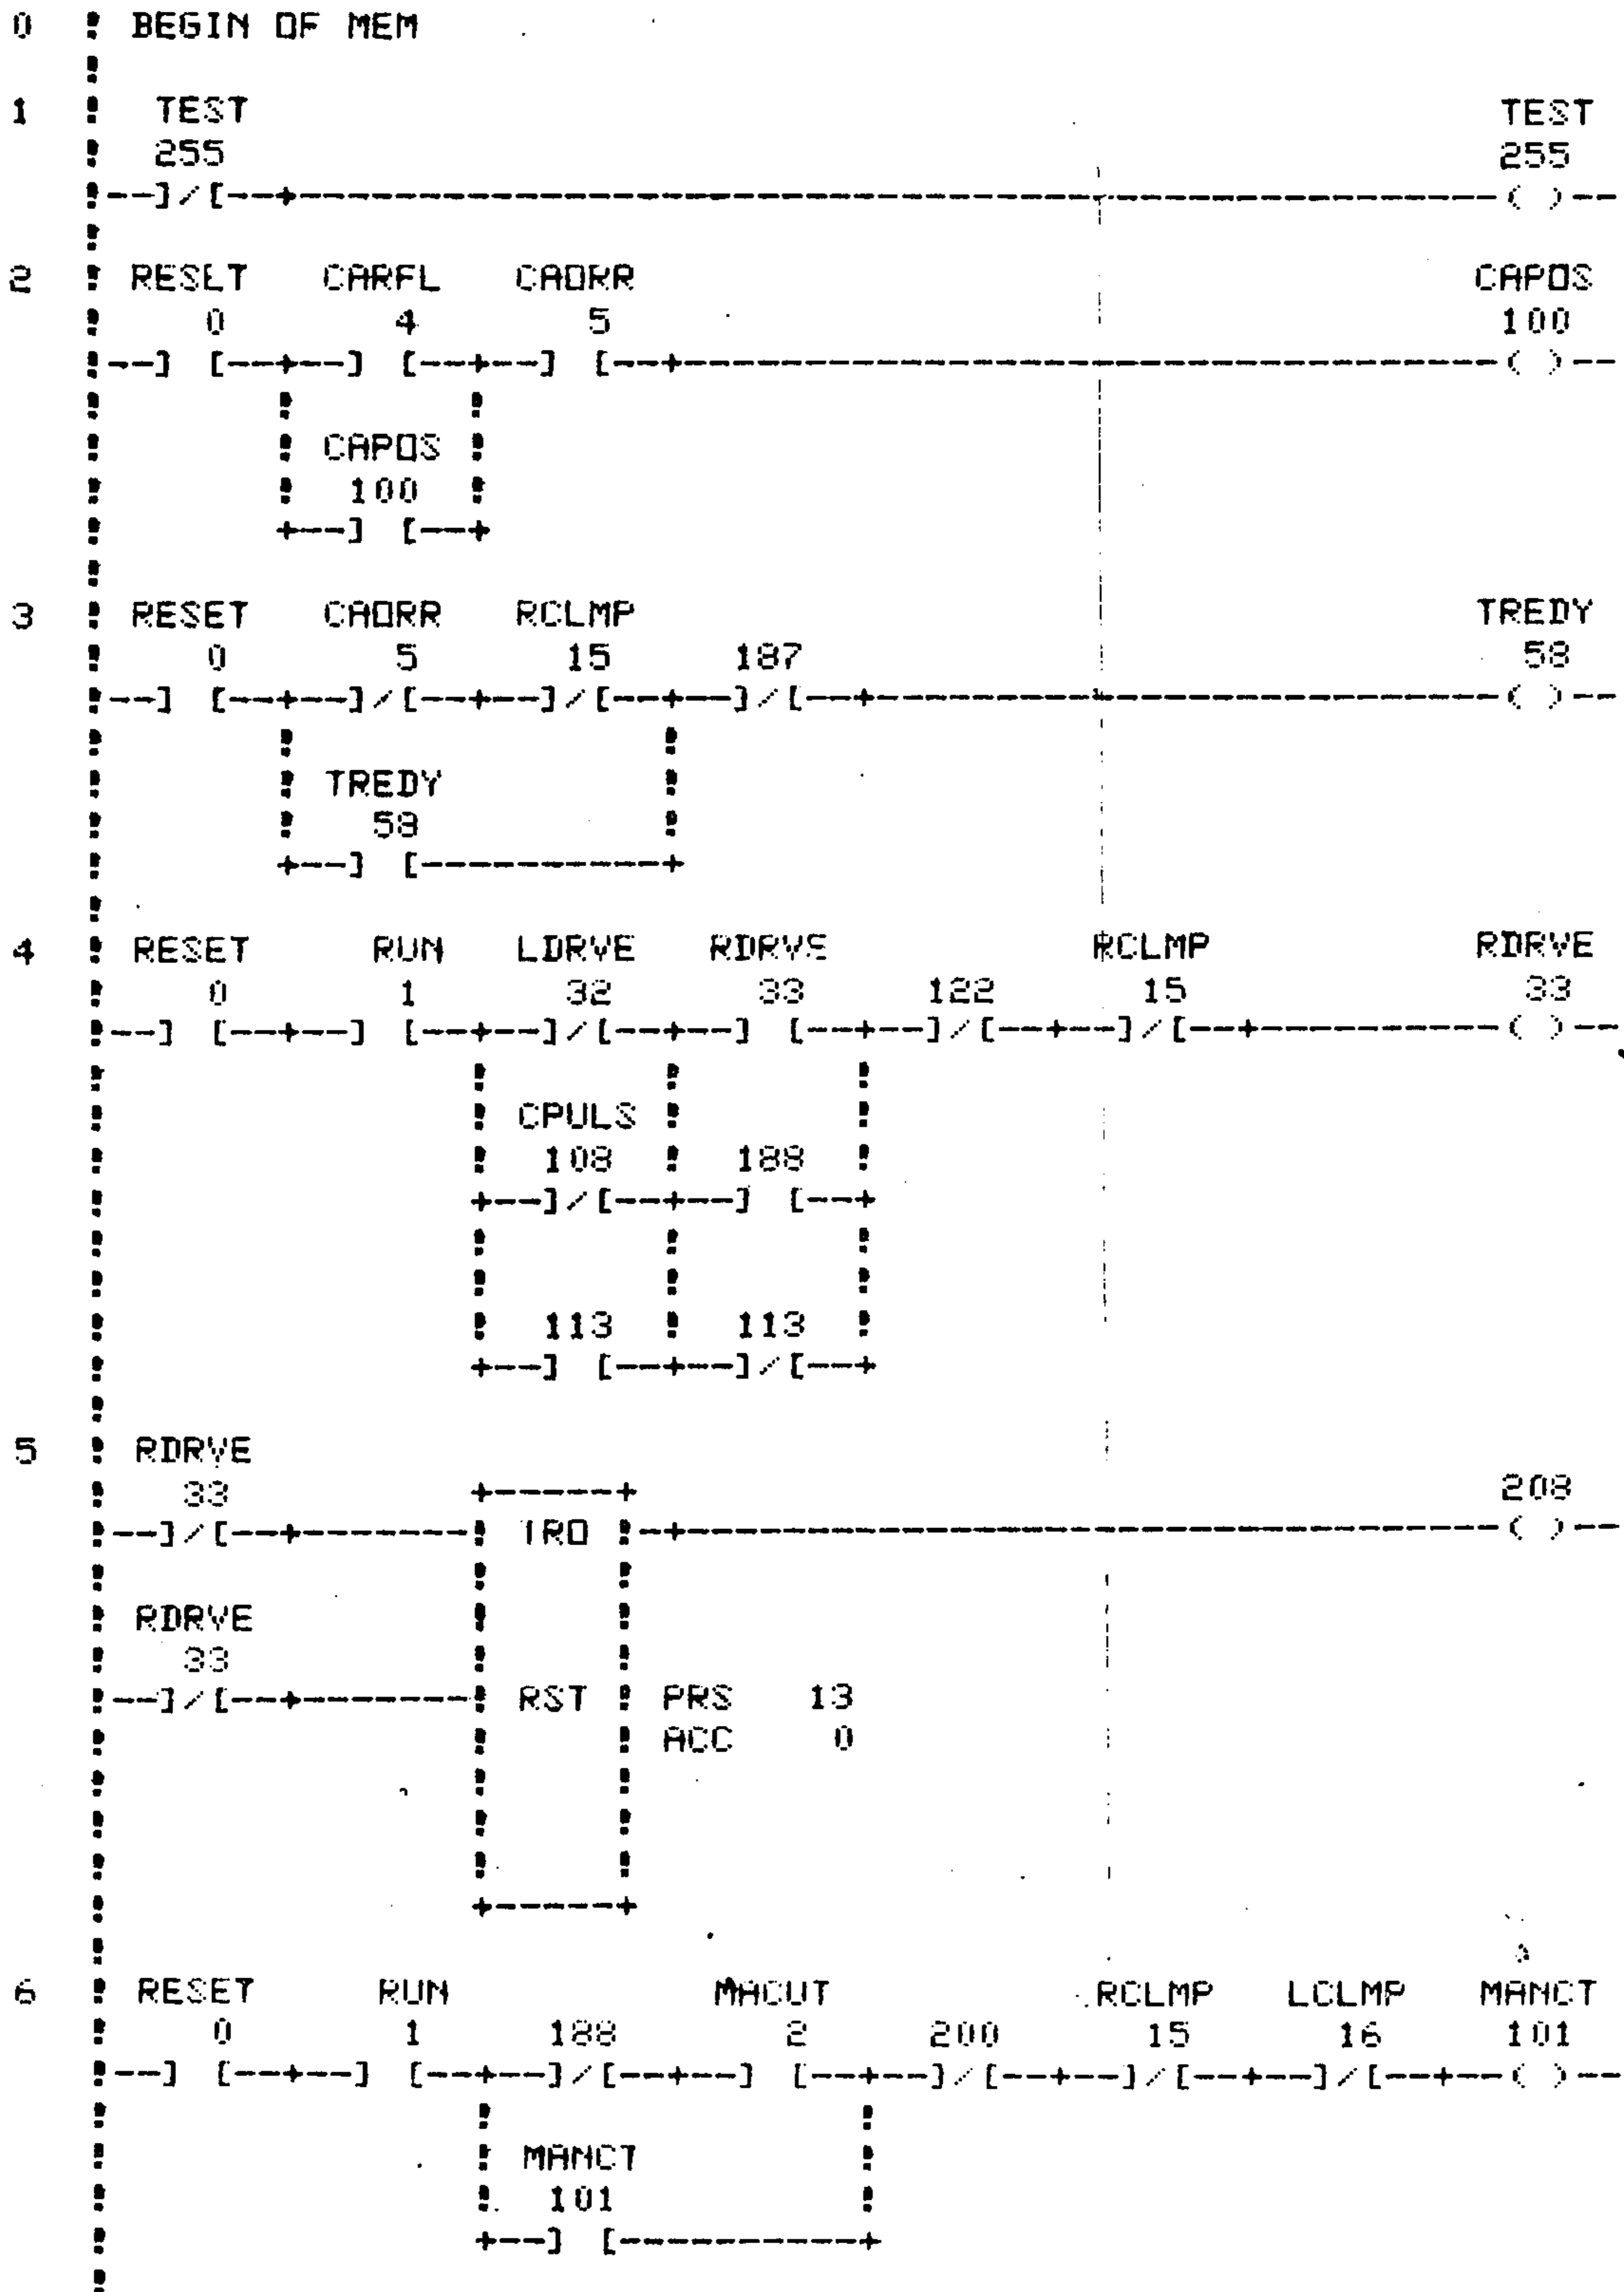 0 ! BEGIN OF MEM
1 ! TEST TEST
! 255 255
!--]/[--+--------------------------------------------------( )--
2 ! RESET CARFL CADRR CAPOS
! 0 4 5 100
!--] [--+--] [--+--] [--+----------------------------------( )--
! ! CAPOS !
! ! 100 !
! +--] [--+
3 ! RESET CADRR RCLMP TREDY
! 0 5 15 187 58
!--] [--+--]/[--+--]/[--+--]/[--+--------------------------( )--
! ! TREDY !
! ! 58 !
! +--] [----------+
4 ! RESET RUN LDRVE RDRVE RCLMP RDRVE
! 0 1 32 33 122 15 33
!--] [--+--] [--+--]/[--+--] [--+--]/[--+--]/[--+----------( )--
! ! CPULS ! !
! ! 108 ! 188 !
! +--]/[--+--] [--+
! ! 113 ! 113 !
! +--] [--+--]/[--+
5 ! RDRVE
! 33 +-----+ 208
!--]/[--+-------! TRO !-+----------------------------------( )--
! RDRVE ! !
! 33 ! !
!--]/[--+-------! RST ! PRS 13
! ! ! ACC 0
! +-----+
6 ! RESET RUN MACUT RCLMP LCLMP MANCT
! 0 1 188 2 200 15 16 101
!--] [--+--] [--+--]/[--+--] [--+--]/[--+--]/[--+--]/[--+--( )--
! ! MANCT !
! ! 101 !
! +--] [----------+